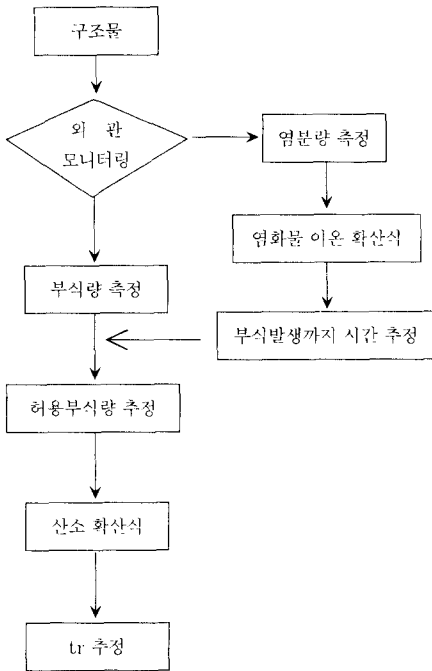 구조물
외 관
모니터링
염분량 측정
염화물 이온 확산식
부식량 측정
부식발생까지 시간 추정
허용부식량 추정
산소 확산식
tr 추정